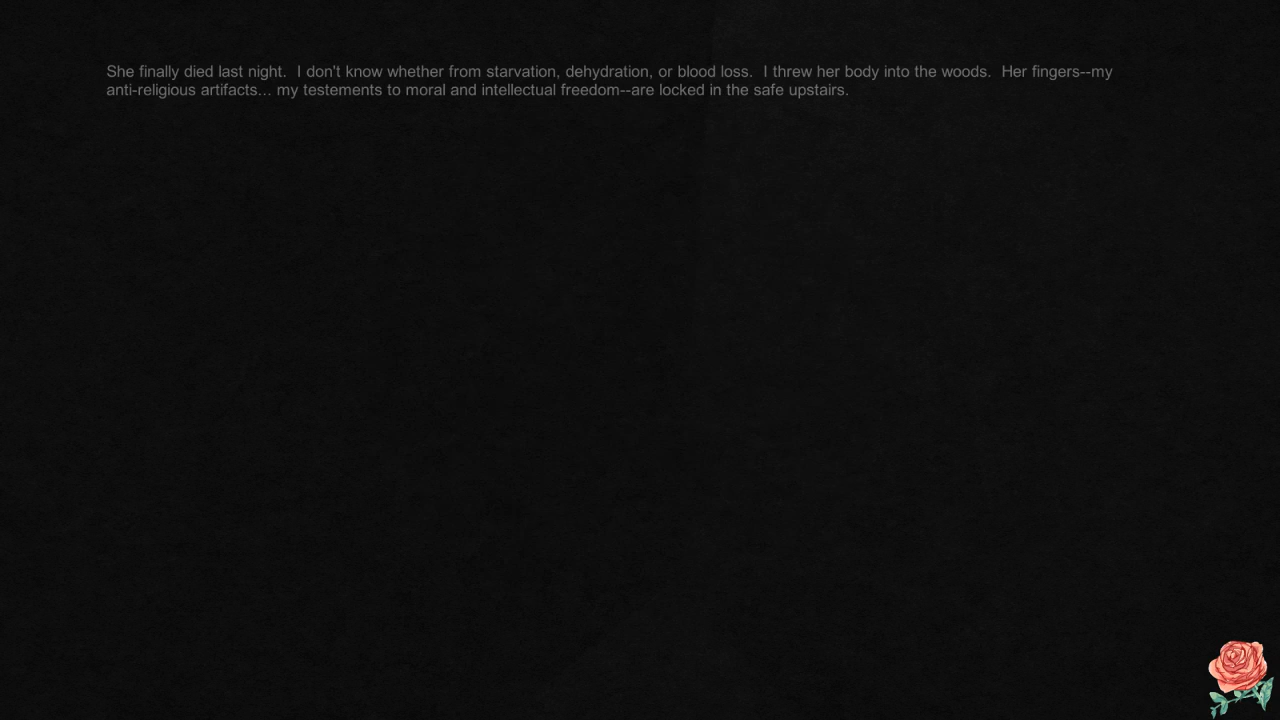 She finally died last night.  I don't know whether from starvation, dehydration, or blood loss.  I threw her body into the woods.  Her fingers--my
anti-religious artifacts... my testements to moral and intellectual freedom--are locked in the safe upstairs.